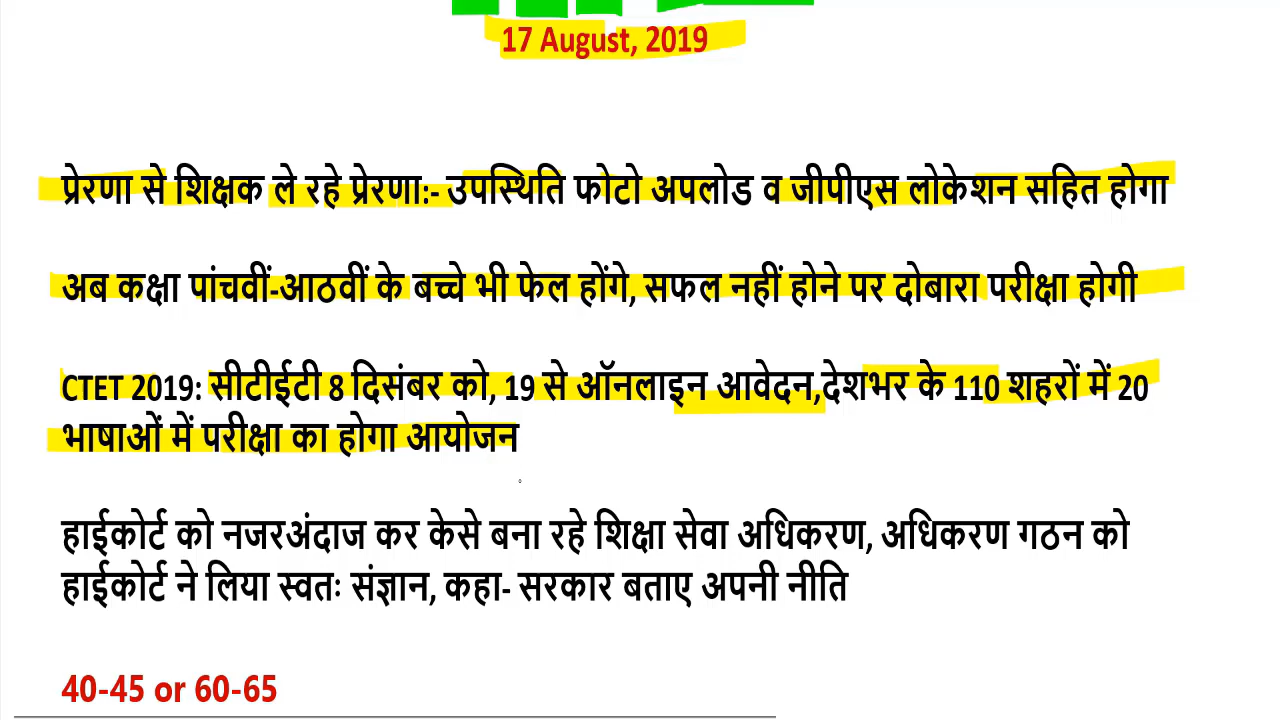 17 August, 2019
प्रेरणा से शिक्षक ले रहे प्रेरणा:- उपस्थिति फोटो अपलोड व जीपीएस लोकेशन सहित होगा
अब कक्षा पांचवीं-आठवीं के बच्चे भी फेल होंगे, सफल नहीं होने पर दोबारा परीक्षा होगी
CTET 2019: सीटीईटी 8 दिसंबर को, 19 से ऑनलाइन आवेदन,देशभर के 110 शहरों में 20
भाषाओं में परीक्षा का होगा आयोजन
हाईकोर्ट को नजरअंदाज कर केसे बना रहे शिक्षा सेवा अधिकरण, अधिकरण गठन को
हाईकोर्ट ने लिया स्वतः संज्ञान, कहा- सरकार बताए अपनी नीति
40-45 or 60-65